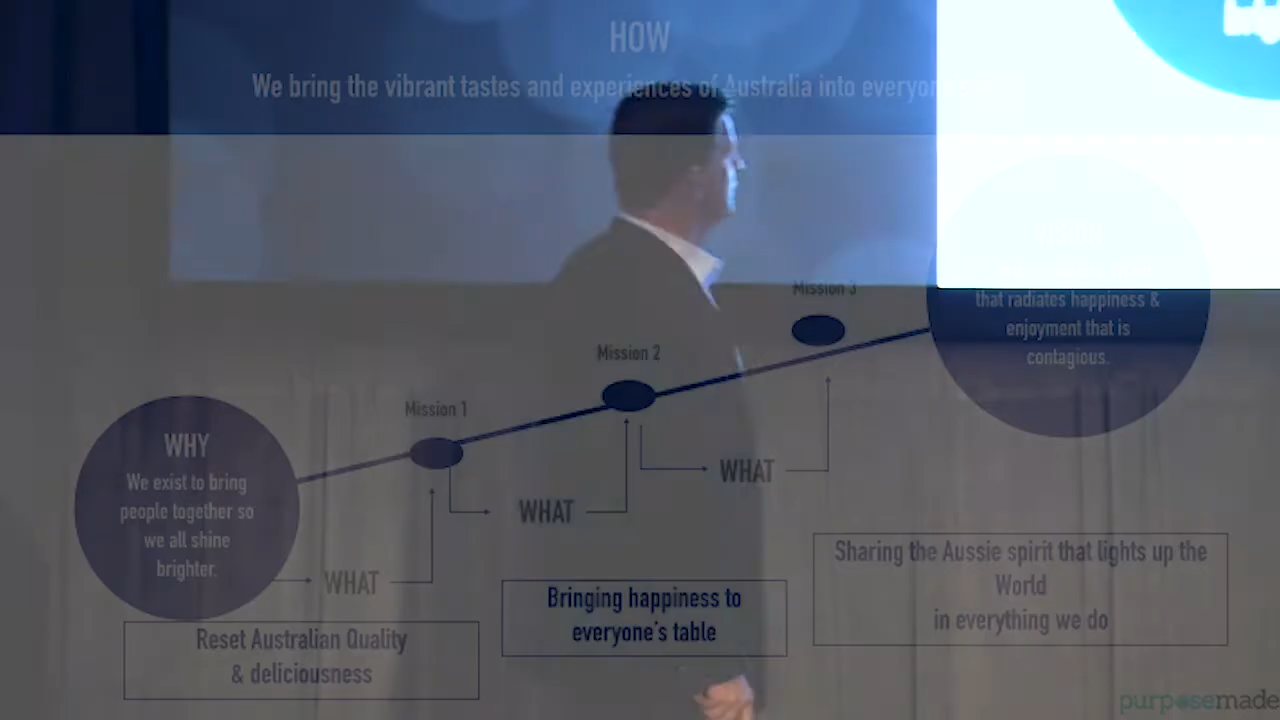 HOW
We bring the vibrant tastes and experiences of Australia into
Mission 3
that radiates happiness &
enjoyment that is
contagious.
Mission 2
Mission 1
WHY
We exist to bring
people together so
we all shine
brighter.
WHAT
WHAT
WHAT
Sharing the Aussie spirit that lights up the
World
in everything we do
Bringing happiness to
everyone's table
Reset Australian Quality
& deliciousness
purposemade